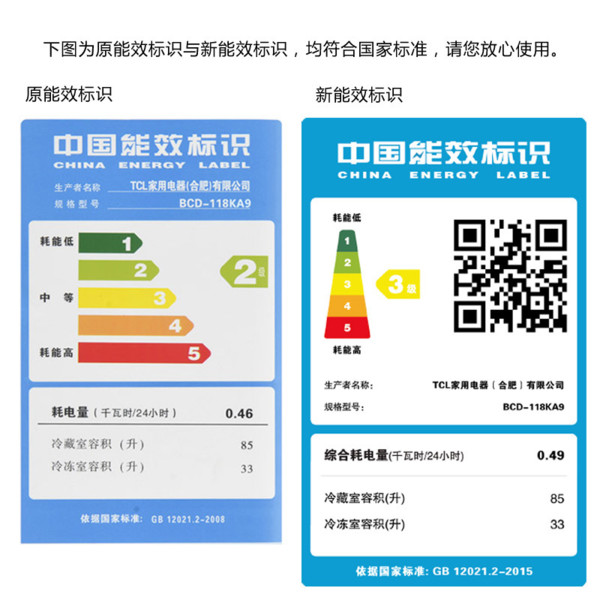 下图为原能效标识与新能效标识，均符合国家标准，请您放心使用。
原能效标识
中国能效标识
CHINA ENERGY LABEL
生产者名称 TCL家用电器(合肥)有限公司
规格型号 BCD-118KA9
耗能低
1
2
中 等
3
4
耗能高
5
2级
耗电量（千瓦时/24小时） 0.46
冷藏室容积（升） 85
冷冻室容积（升） 33
依据国家标准: GB 12021.2-2008
新能效标识
中国能效标识
CHINA ENERGY LABEL
耗能低
1
2
3
4
5
耗能高
3级
生产者名称: TCL家用电器（合肥）有限公司
规格型号: BCD-118KA9
综合耗电量(千瓦时/24小时) 0.49
冷藏室容积(升) 85
冷冻室容积(升) 33
依据国家标准: GB 12021.2-2015